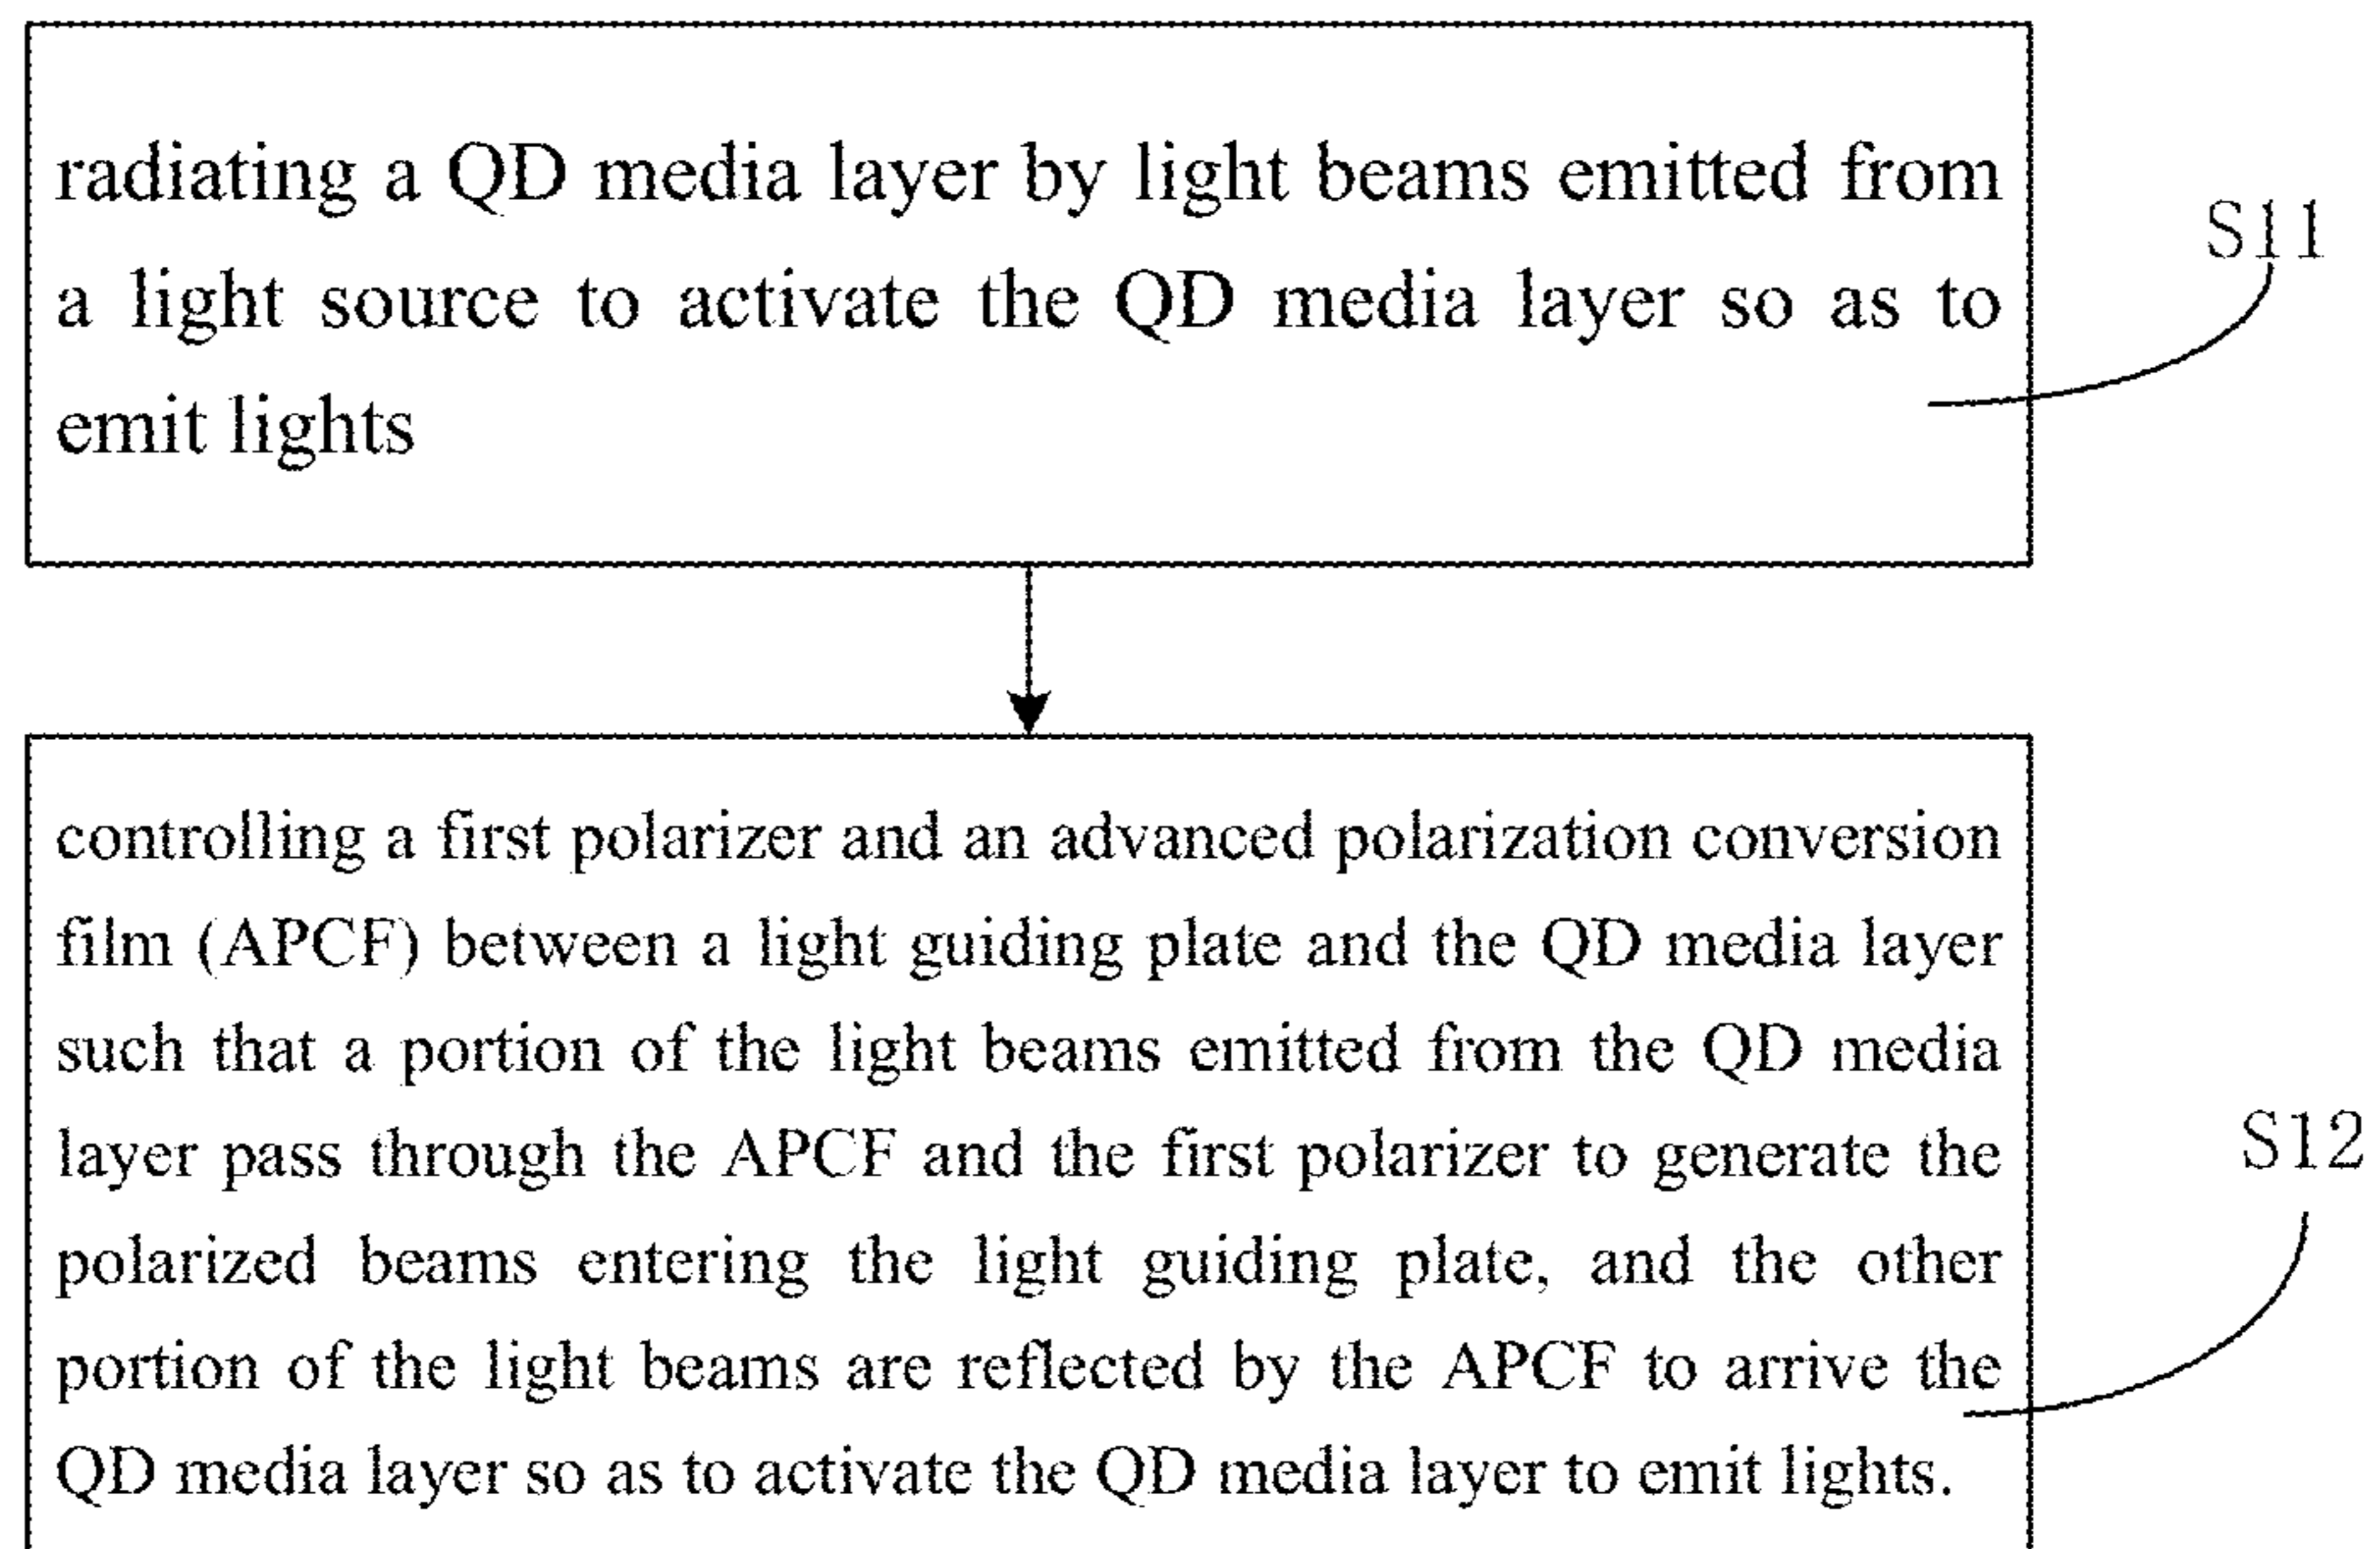 radiating a QD media layer by light beams emitted from
a light source to activate the QD media layer so as to
emit lights
S11
controlling a first polarizer and an advanced polarization conversion
film (APCF) between a light guiding plate and the QD media layer
such that a portion of the light beams emitted from the QD media
layer pass through the APCF and the first polarizer to generate the
polarized beams entering the light guiding plate, and the other
portion of the light beams are reflected by the APCF to arrive the
QD media layer so as to activate the QD media layer to emit lights.
S12